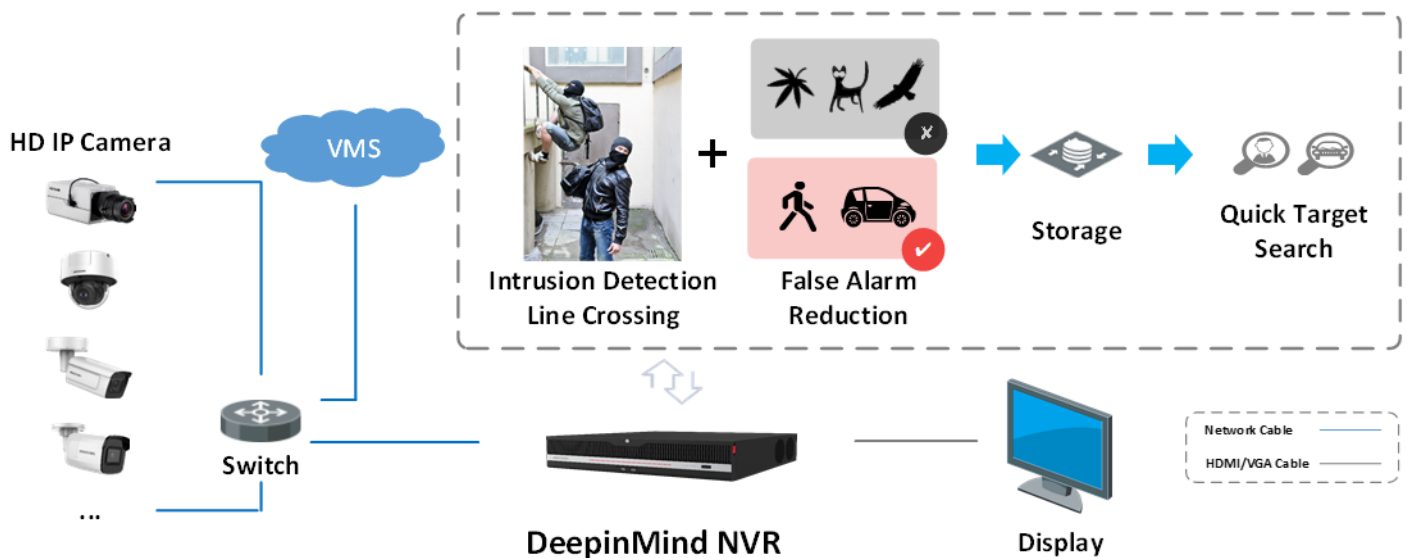 HD IP Camera
VMS
Intrusion Detection
Line Crossing
+
False Alarm
Reduction
Storage
Quick Target
Search
Switch
...
DeepinMind NVR
Display
Network Cable
HDMI/VGA Cable